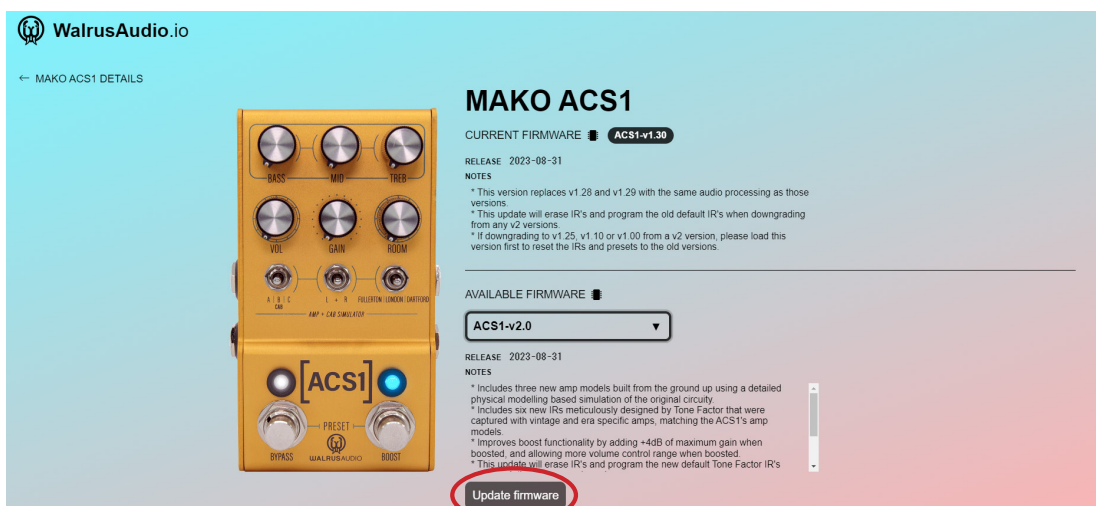 WalrusAudio.io
← MAKO ACS1 DETAILS
BASS MID TREB
VOL GAIN ROOM
A | B | C
CAB
L + R
FULLERTON | LONDON | DARTFORD
AMP + CAB SIMULATOR
[ACS1]
PRESET
BYPASS WALRUSAUDIO BOOST
MAKO ACS1
CURRENT FIRMWARE ACS1-v1.30
RELEASE 2023-08-31
NOTES
* This version replaces v1.28 and v1.29 with the same audio processing as those
versions.
* This update will erase IR's and program the old default IR's when downgrading
from any v2 versions.
* If downgrading to v1.25, v1.10 or v1.00 from a v2 version, please load this
version first to reset the IRs and presets to the old versions.
AVAILABLE FIRMWARE
ACS1-v2.0 ▼
RELEASE 2023-08-31
NOTES
* Includes three new amp models built from the ground up using a detailed
physical modelling based simulation of the original circuity.
* Includes six new IRs meticulously designed by Tone Factor that were
captured with vintage and era specific amps, matching the ACS1's amp
models.
* Improves boost functionality by adding +4dB of maximum gain when
boosted, and allowing more volume control range when boosted.
* This update will erase IR's and program the new default Tone Factor IR's
Update firmware